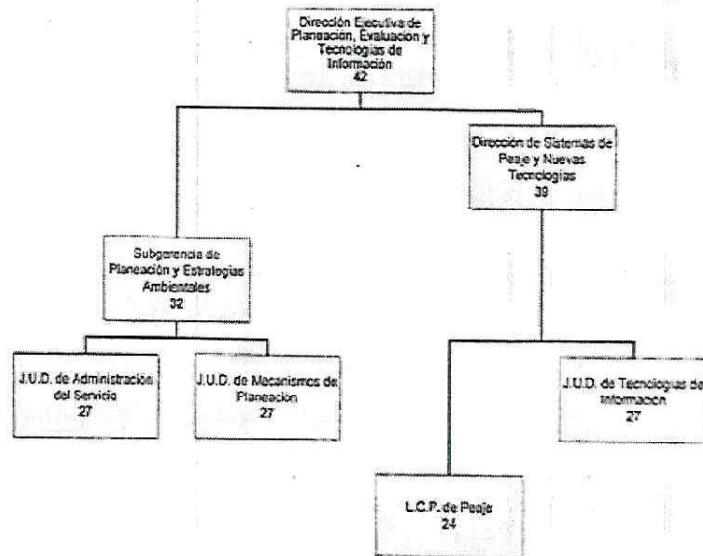 Dirección Ejecutiva de
Planeación, Evaluación y
Tecnologías de
Información
42
Dirección de Sistemas de
Peaje y Nuevas
Tecnologías
39
Subgerencia de
Planeación y Estrategias
Ambientales
32
J.U.D. de Administración
del Servicio
27
J.U.D. de Mecanismos de
Planeación
27
J.U.D. de Tecnologías de
Información
27
L.C.P. de Peaje
24